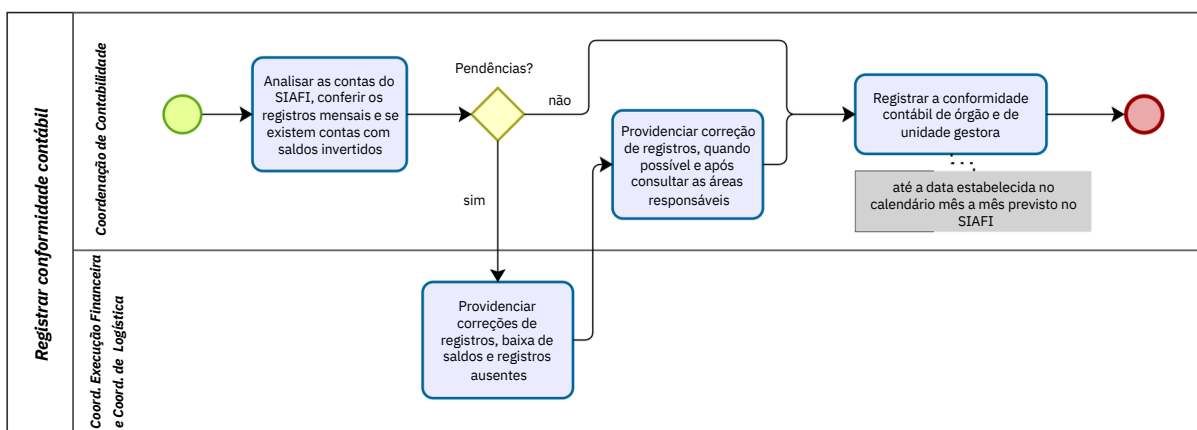 Registrar conformidade contábil
Coordenação de Contabilidade
Analisar as contas do
SIAFI, conferir os
registros mensais e se
existem contas com
saldos invertidos
Pendências?
não
sim
Providenciar correção
de registros, quando
possível e após
consultar as áreas
responsáveis
Registrar a conformidade
contábil de órgão e de
unidade gestora
até a data estabelecida no
calendário mês a mês previsto no
SIAFI
Coord. Execução Financeira
e Coord. de Logística
Providenciar
correções de
registros, baixa de
saldos e registros
ausentes